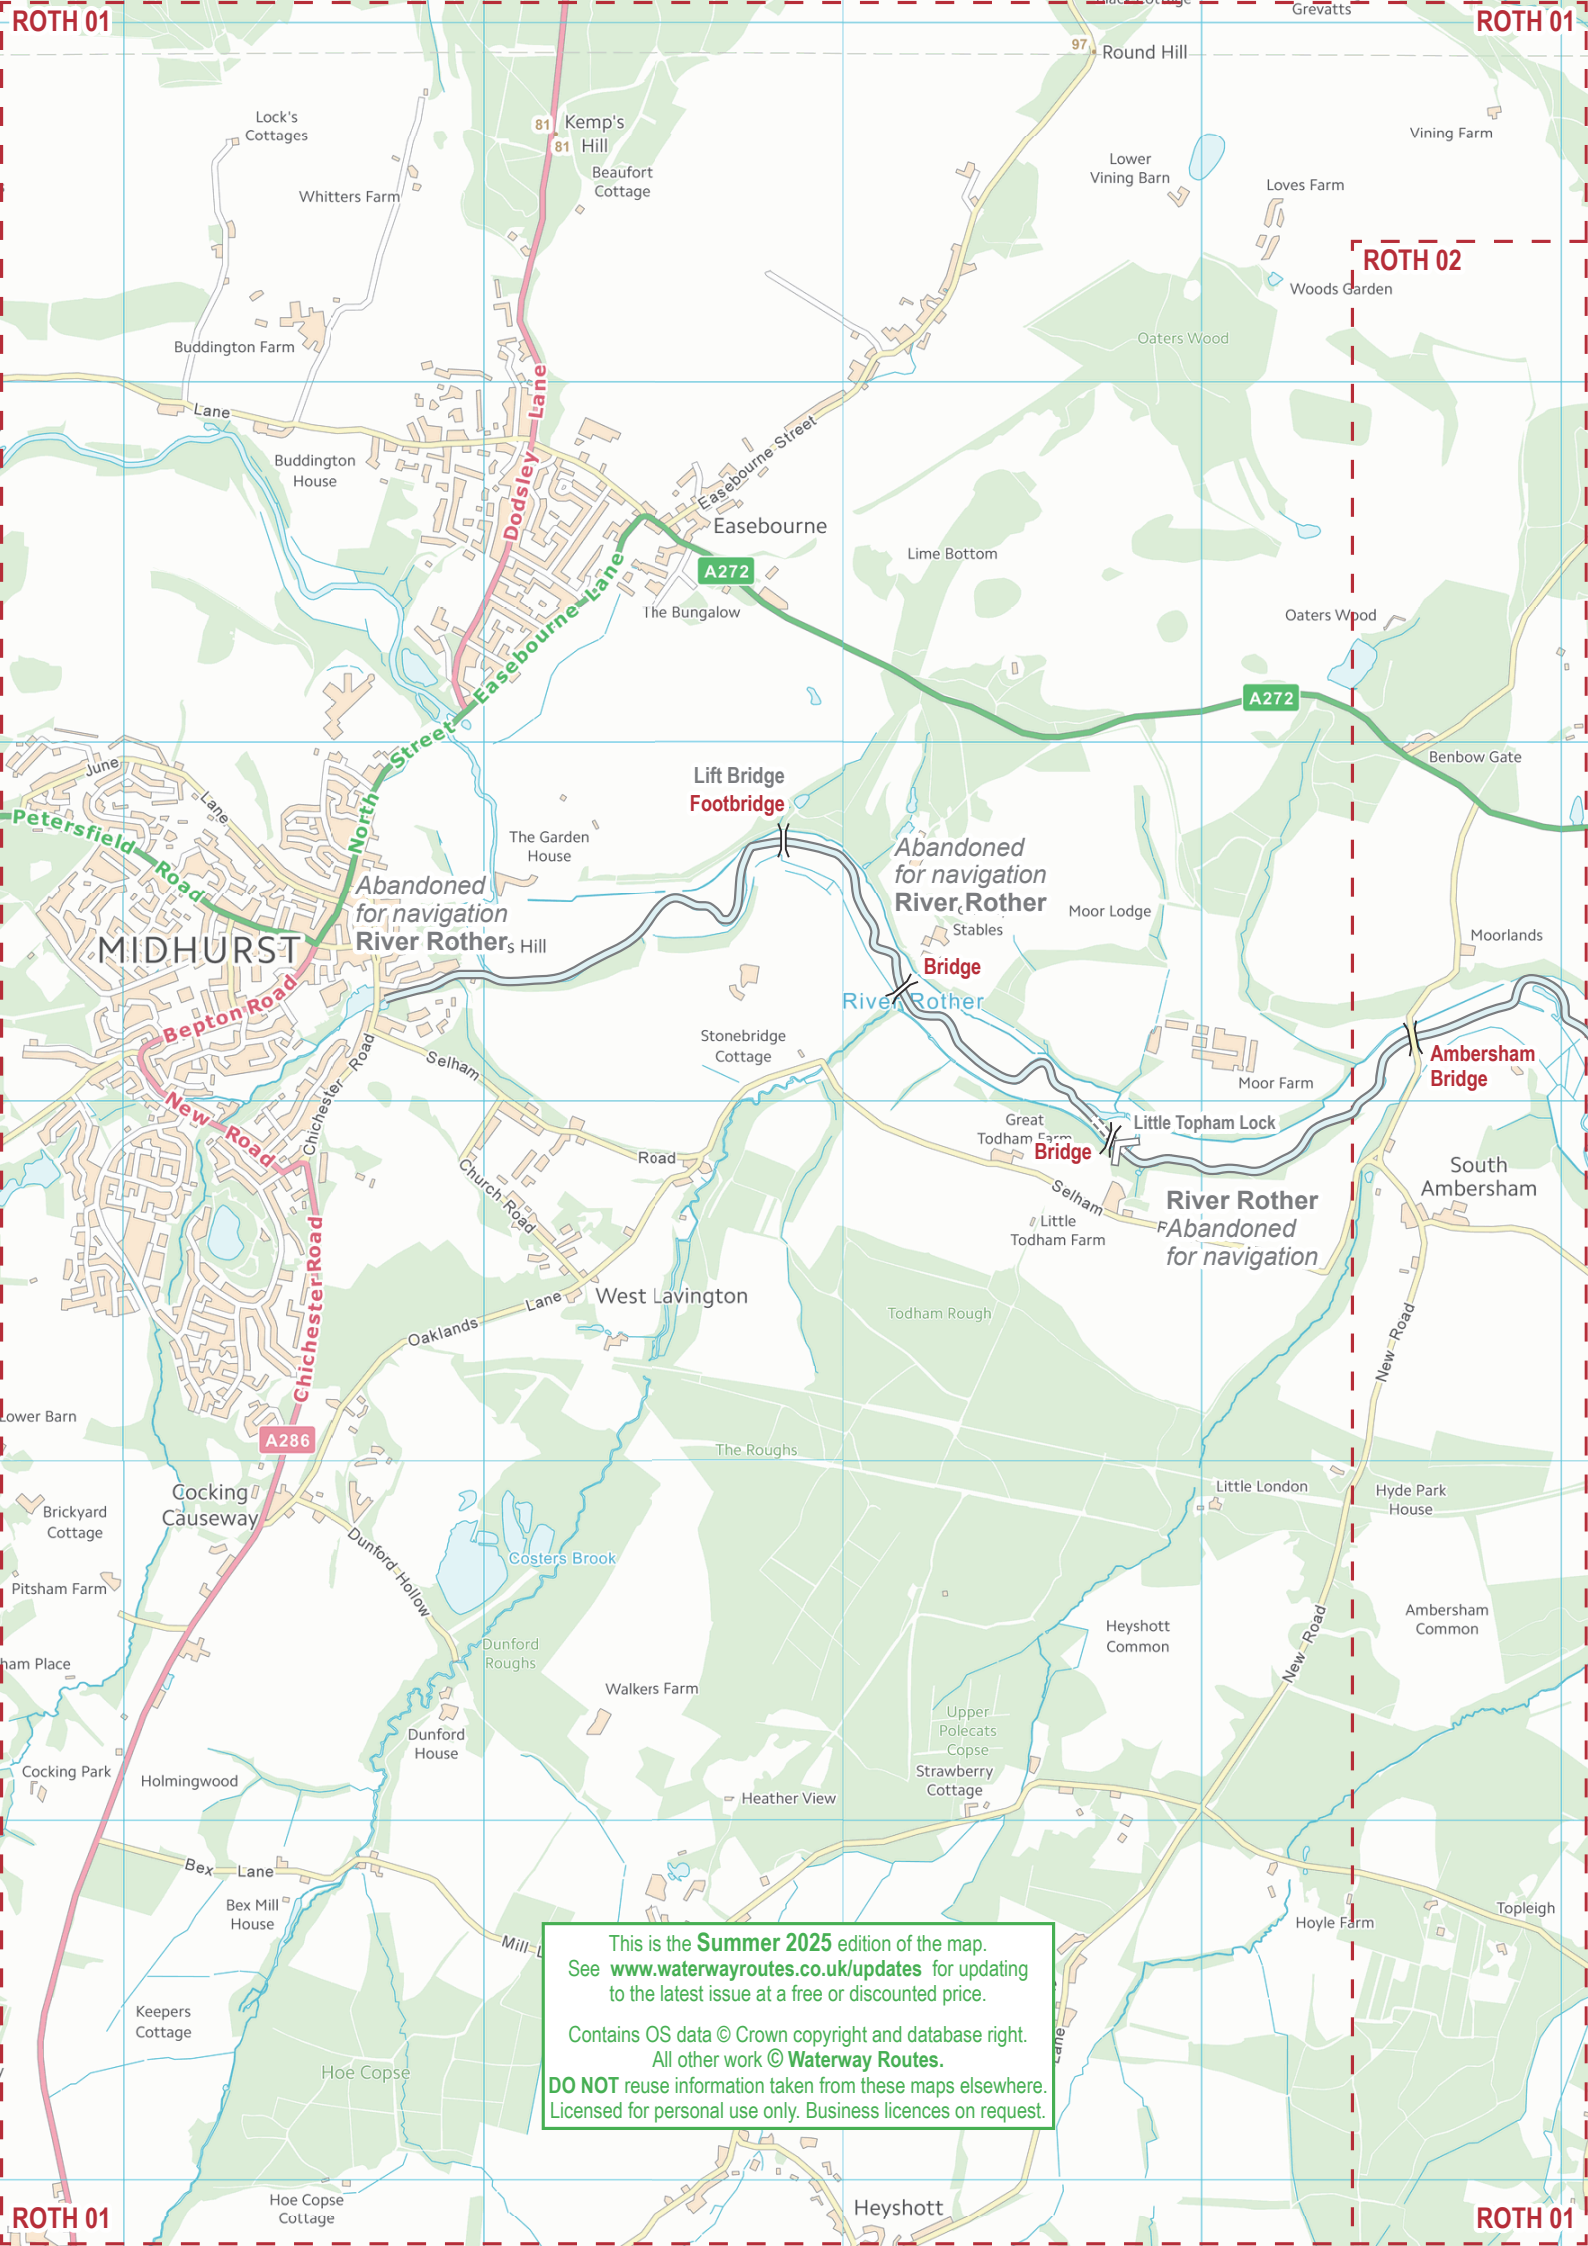 ROTH 01
ROTH 01
Grevatts
97
Round Hill
Lock's
Cottages
81
Kemp's
Hill
81
Vining Farm
Whitters Farm
Beaufort
Cottage
Lower
Vining Barn
Loves Farm
ROTH 02
Woods Garden
Buddington Farm
Oaters Wood
Lane
Dodsley Lane
Buddington
House
Easebourne Street
Easebourne
Lime Bottom
A272
The Bungalow
Easebourne Lane
Oaters Wood
A272
Street
Benbow Gate
June
Lane
Lift Bridge
Footbridge
Petersfield Road
North
The Garden
House
Abandoned
for navigation
River Rother
Abandoned
for navigation
River Rother
s Hill
Moor Lodge
Stables
Moorlands
MIDHURST
Bridge
River Rother
Bepton Road
Stonebridge
Cottage
Selham
Chichester Road
Ambersham
Bridge
Moor Farm
New Road
Great
Todham Farm
Little Topham Lock
Bridge
Road
South
Ambersham
Church Road
Selham
River Rother
Abandoned
for navigation
Little
Todham Farm
Chichester Road
West Lavington
Oaklands Lane
Todham Rough
New Road
Lower Barn
A286
The Roughs
Cocking
Causeway
Little London
Hyde Park
House
Brickyard
Cottage
Dunford Hollow
Costers Brook
Pitsham Farm
Ambersham
Common
Heyshott
Common
New Road
Dunford
Roughs
ham Place
Walkers Farm
Upper
Polecats
Copse
Dunford
House
Cocking Park
Holmingwood
Strawberry
Cottage
Heather View
Bex Lane
Bex Mill
House
Topleigh
Hoyle Farm
Mill L
This is the Summer 2025 edition of the map.
See www.waterwayroutes.co.uk/updates for updating
to the latest issue at a free or discounted price.
Contains OS data © Crown copyright and database right.
All other work © Waterway Routes.
DO NOT reuse information taken from these maps elsewhere.
Licensed for personal use only. Business licences on request.
Keepers
Cottage
Lane
Hoe Copse
Hoe Copse
Cottage
Heyshott
ROTH 01
ROTH 01